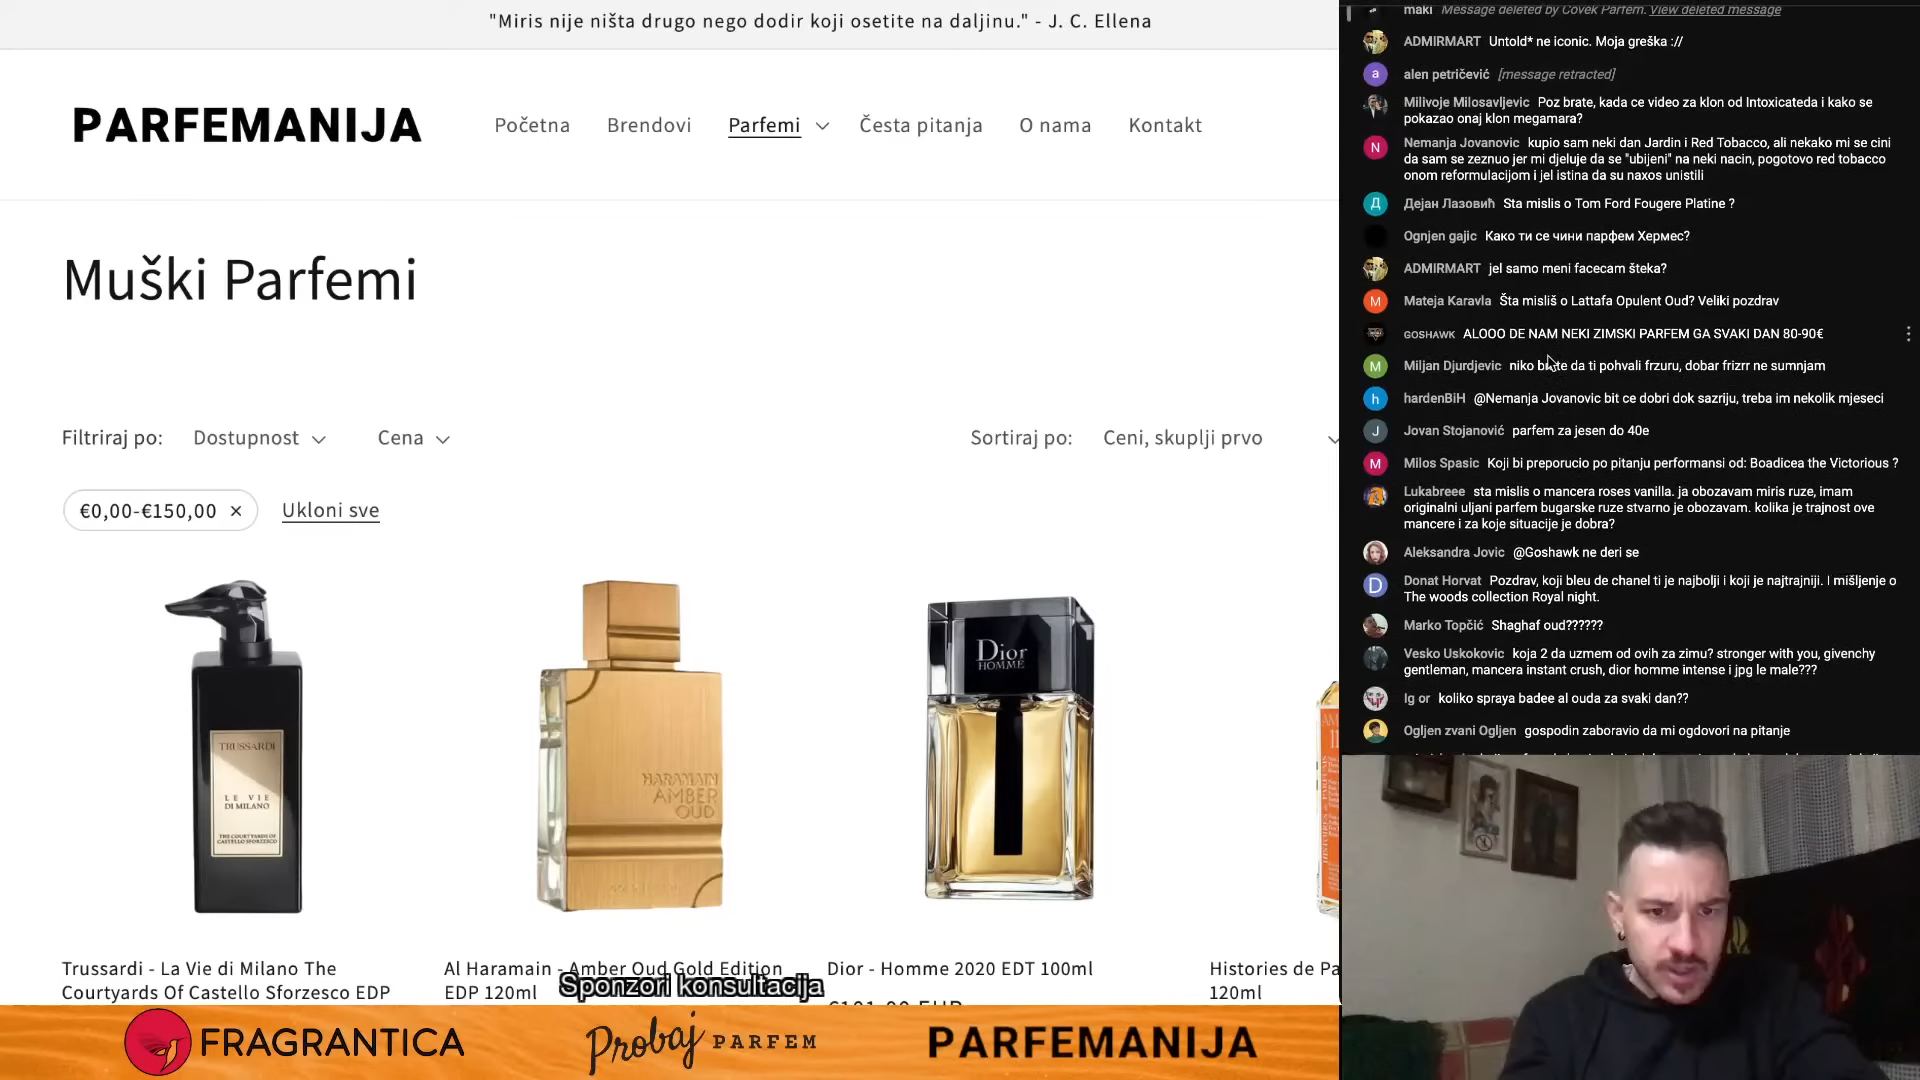 "Miris nije ništa drugo nego dodir koji osetite na daljinu." - J. C. Ellena
PARFEMANIJA
Početna
Brendovi
Parfemi
Česta pitanja
O nama
Kontakt
Muški Parfemi
Filtriraj po:
Dostupnost
Cena
Sortiraj po:
Ceni, skuplji prvo
€0,00-€150,00 ×
Ukloni sve
TRUSSARDI
LE VIE
DI MILANO
THE COURTYARDS OF
CASTELLO SFORZESCO
HARAMAIN
AMBER
OUD
Dior
HOMME
Trussardi - La Vie di Milano The
Courtyards Of Castello Sforzesco EDP
Al Haramain - Amber Oud Gold Edition
EDP 120ml
Dior - Homme 2020 EDT 100ml
Histories de Pa
120ml
Sponzori konsultacija
FRAGRANTICA
Probaj PARFEM
PARFEMANIJA
maki Message deleted by Covek Parfem. View deleted message
ADMIRMART Untold* ne iconic. Moja greška ://
a alen petričević [message retracted]
Milivoje Milosavljevic Poz brate, kada ce video za klon od Intoxicateda i kako se
pokazao onaj klon megamara?
N Nemanja Jovanovic kupio sam neki dan Jardin i Red Tobacco, ali nekako mi se cini
da sam se zeznuo jer mi djeluje da se "ubijeni" na neki nacin, pogotovo red tobacco
onom reformulacijom i jel istina da su naxos unistili
Д Дејан Лазовић Sta mislis o Tom Ford Fougere Platine ?
Ognjen gajic Како ти се чини парфем Хермес?
ADMIRMART jel samo meni facecam šteka?
M Mateja Karavla Šta misliš o Lattafa Opulent Oud? Veliki pozdrav
GOSHAWK ALOOO DE NAM NEKI ZIMSKI PARFEM GA SVAKI DAN 80-90€
M Miljan Djurdjevic niko brate da ti pohvali frzuru, dobar frizrr ne sumnjam
h hardenBiH @Nemanja Jovanovic bit ce dobri dok sazriju, treba im nekolik mjeseci
J Jovan Stojanović parfem za jesen do 40e
M Milos Spasic Koji bi preporucio po pitanju performansi od: Boadicea the Victorious ?
Lukabreee sta mislis o mancera roses vanilla. ja obozavam miris ruze, imam
originalni uljani parfem bugarske ruze stvarno je obozavam. kolika je trajnost ove
mancere i za koje situacije je dobra?
Aleksandra Jovic @Goshawk ne deri se
D Donat Horvat Pozdrav, koji bleu de chanel ti je najbolji i koji je najtrajniji. I mišljenje o
The woods collection Royal night.
Marko Topčić Shaghaf oud??????
Vesko Uskokovic koja 2 da uzmem od ovih za zimu? stronger with you, givenchy
gentleman, mancera instant crush, dior homme intense i jpg le male???
Ig or koliko spraya badee al ouda za svaki dan??
Ogljen zvani Ogljen gospodin zaboravio da mi ogdovori na pitanje